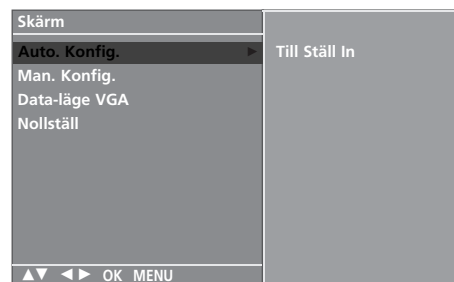 Skärm
Auto. Konfig. ► Till Ställ In
Man. Konfig.
Data-läge VGA
Nollställ
▲▼ ◄► OK MENU